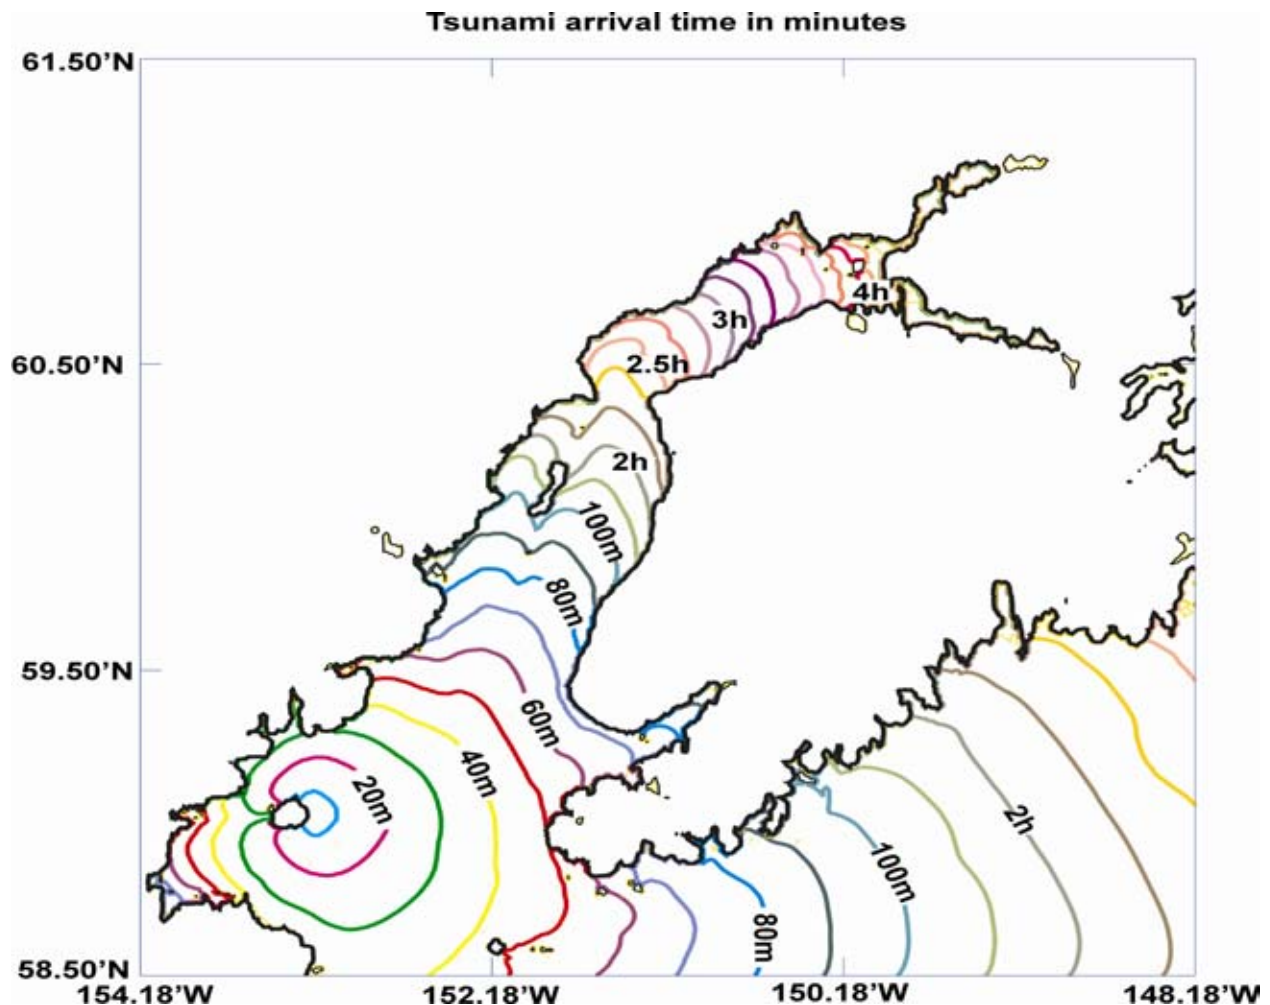 Tsunami arrival time in minutes
61.50’N
60.50’N
59.50’N
58.50’N
4h
3h
2.5h
2h
100m
80m
60m
40m
20m
2h
100m
80m
154.18’W
152.18’W
150.18’W
148.18’W